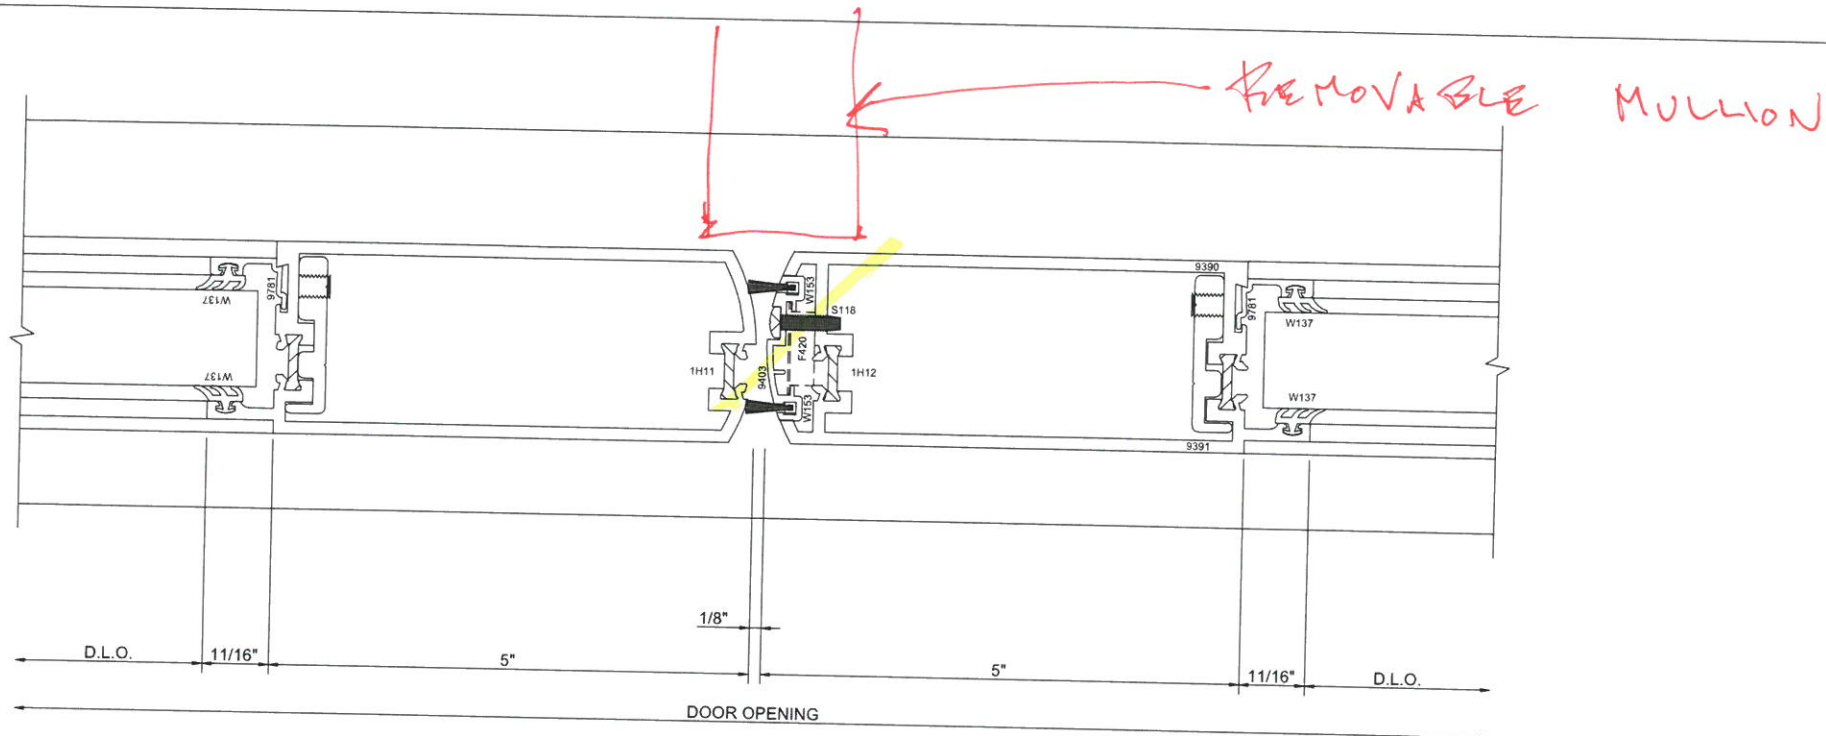 REMOVABLE MULLION
9390
9781
W153
9781
W137
S118
W137
F420
1H11
9403
1H12
W137
W153
W137
9391
1/8"
D.L.O.
11/16"
5"
5"
11/16"
D.L.O.
DOOR OPENING